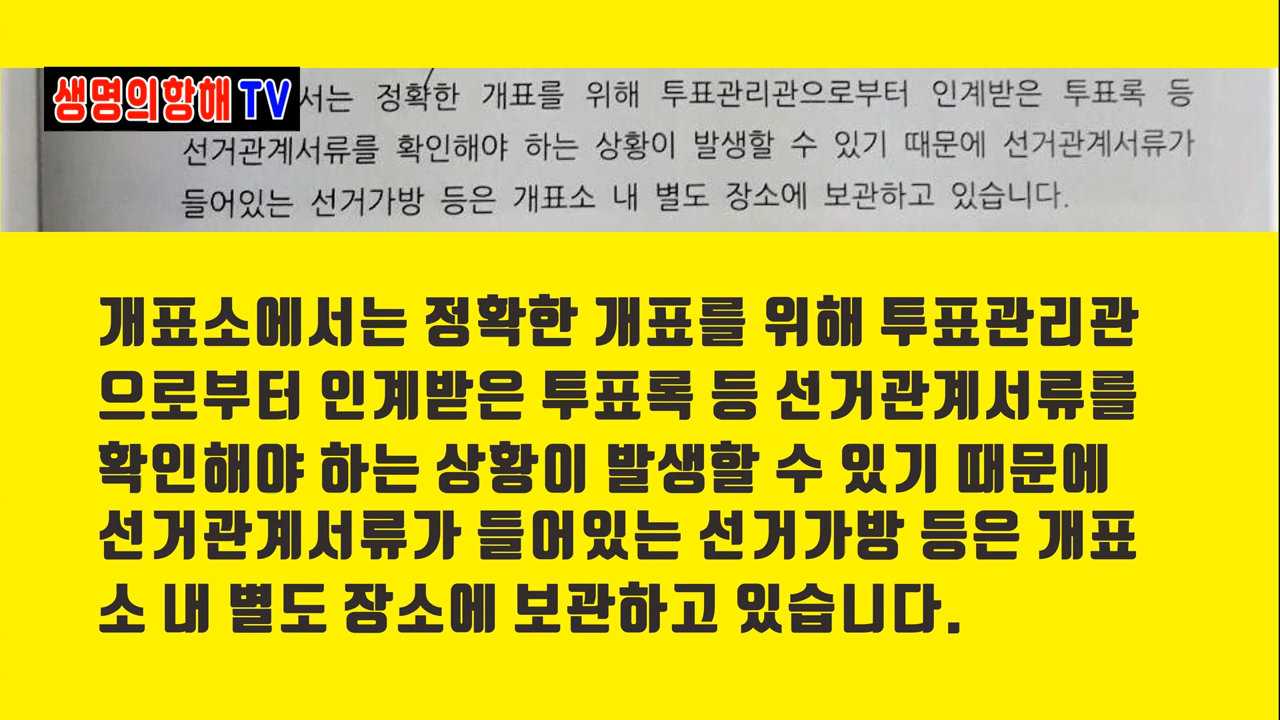 생명의항해 TV
서는 정확한 개표를 위해 투표관리관으로부터 인계받은 투표록 등
선거관계서류를 확인해야 하는 상황이 발생할 수 있기 때문에 선거관계서류가
들어있는 선거가방 등은 개표소 내 별도 장소에 보관하고 있습니다.
개표소에서는 정확한 개표를 위해 투표관리관
으로부터 인계받은 투표록 등 선거관계서류를
확인해야 하는 상황이 발생할 수 있기 때문에
선거관계서류가 들어있는 선거가방 등은 개표
소 내 별도 장소에 보관하고 있습니다.